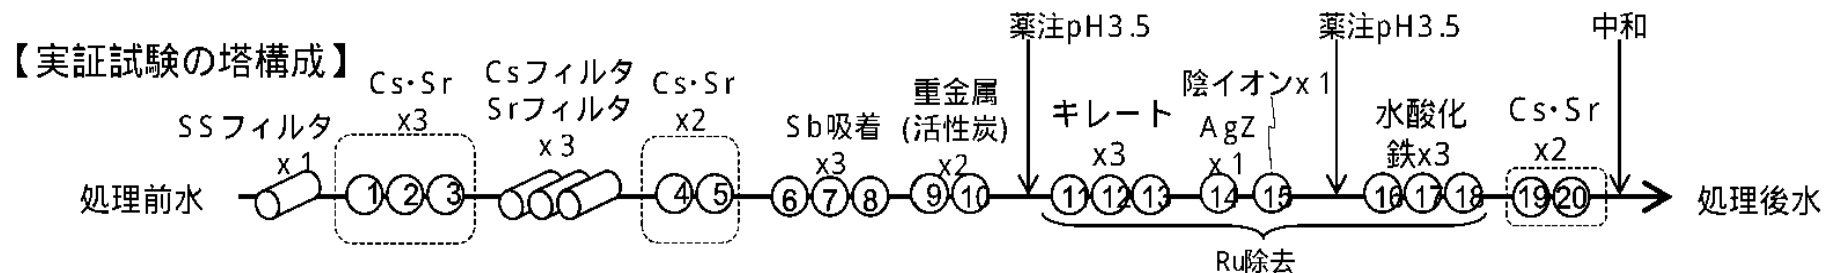 【実証試験の塔構成】
薬注pH3.5
薬注pH3.5
中和
SSフィルタ
x1
Cs・Sr
x3
Csフィルタ
Srフィルタ
x3
Cs・Sr
x2
Sb吸着
x3
重金属
(活性炭)
x2
キレート
x3
AgZ
x1
陰イオンx1
水酸化
鉄x3
Cs・Sr
x2
処理前水
1 2 3 4 5 6 7 8 9 10 11 12 13 14 15 16 17 18 19 20
処理後水
Ru除去